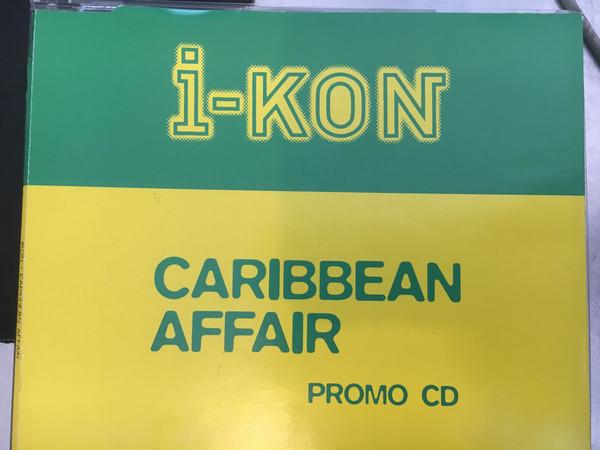 i-KON
CARIBBEAN
AFFAIR
PROMO CD